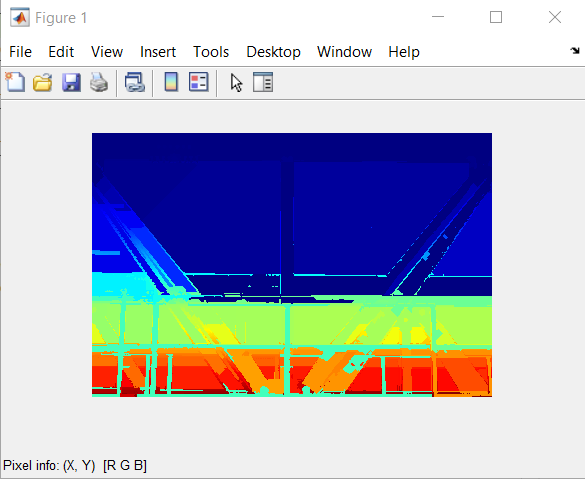 Figure 1
File Edit View Insert Tools Desktop Window Help
Pixel info: (X, Y) [R G B]